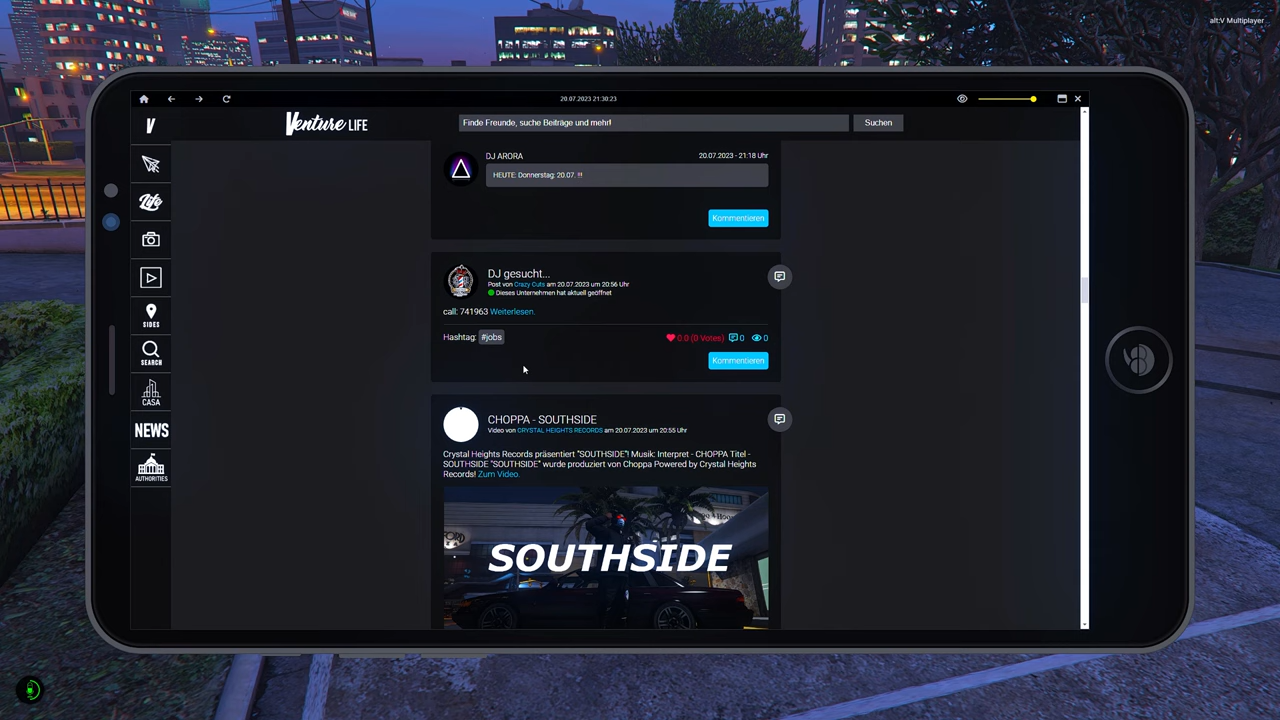 alt:V Multiplayer
20.07.2023 21:30:23
V
Venture LIFE
Finde Freunde, suche Beiträge und mehr!
Suchen
Life
SIDES
SEARCH
CASA
NEWS
AUTHORITIES
DJ ARORA
20.07.2023 - 21:18 Uhr
HEUTE: Donnerstag: 20.07. !!!
Kommentieren
DJ gesucht...
Post von Crazy Cuts am 20.07.2023 um 20:56 Uhr
Dieses Unternehmen hat aktuell geöffnet
call: 741963 Weiterlesen.
Hashtag: #jobs
0.0 (0 Votes) 0 0
Kommentieren
CHOPPA - SOUTHSIDE
Video von CRYSTAL HEIGHTS RECORDS am 20.07.2023 um 20:55 Uhr
Crystal Heights Records präsentiert "SOUTHSIDE"! Musik: Interpret - CHOPPA Titel -
SOUTHSIDE "SOUTHSIDE" wurde produziert von Choppa Powered by Crystal Heights
Records! Zum Video.
SOUTHSIDE